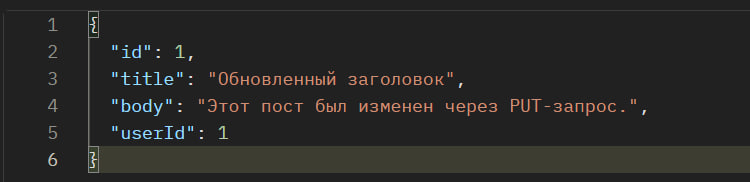 1 {
2 "id": 1,
3 "title": "Обновленный заголовок",
4 "body": "Этот пост был изменен через PUT-запрос.",
5 "userId": 1
6 }